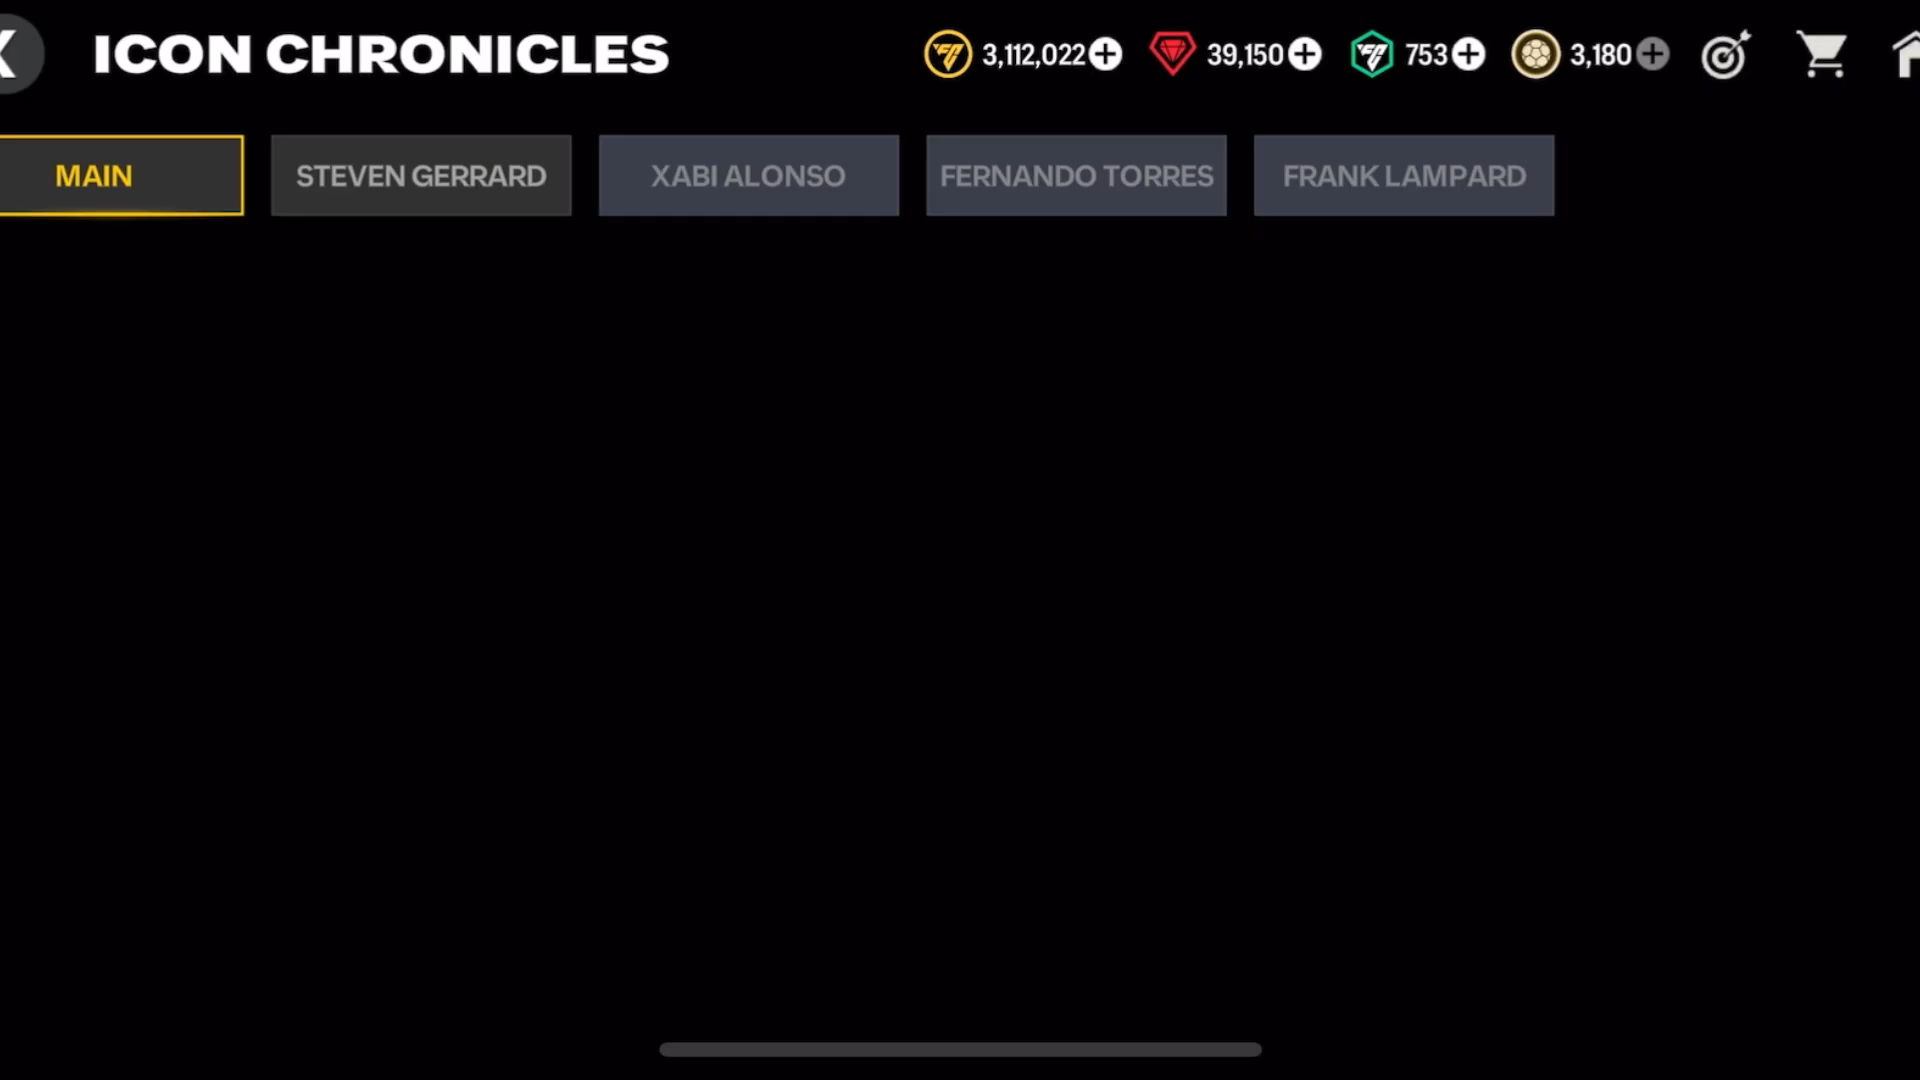 ICON CHRONICLES 3,112,022 39,150 753 3,180
MAIN STEVEN GERRARD XABI ALONSO FERNANDO TORRES FRANK LAMPARD